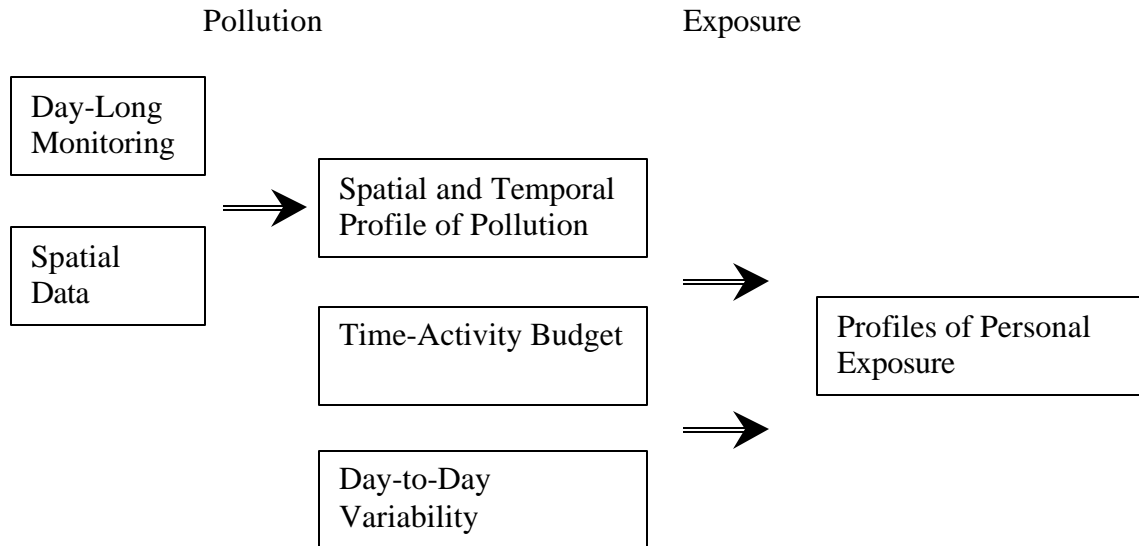 Pollution
Exposure
Day-Long
Monitoring
Spatial
Data
Spatial and Temporal
Profile of Pollution
Time-Activity Budget
Day-to-Day
Variability
Profiles of Personal
Exposure